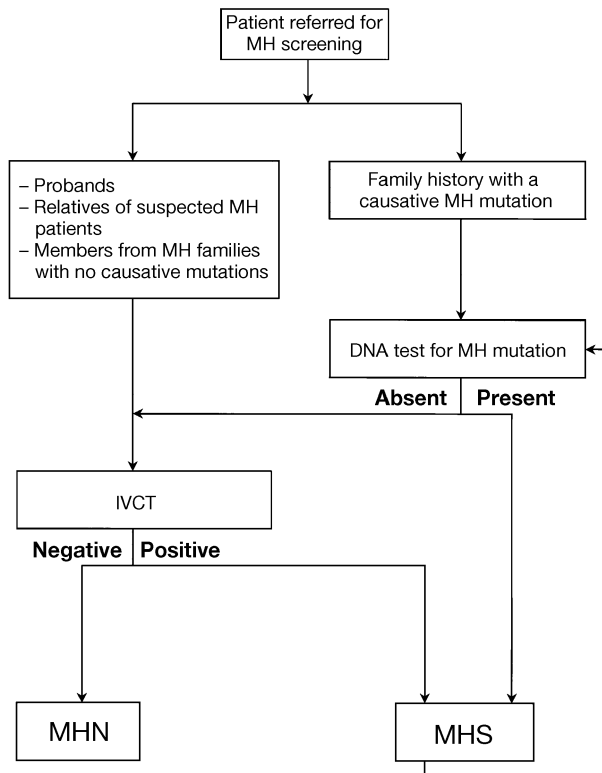 Patient referred for
MH screening
– Probands
– Relatives of suspected MH
patients
– Members from MH families
with no causative mutations
Family history with a
causative MH mutation
DNA test for MH mutation
Absent Present
IVCT
Negative Positive
MHN
MHS